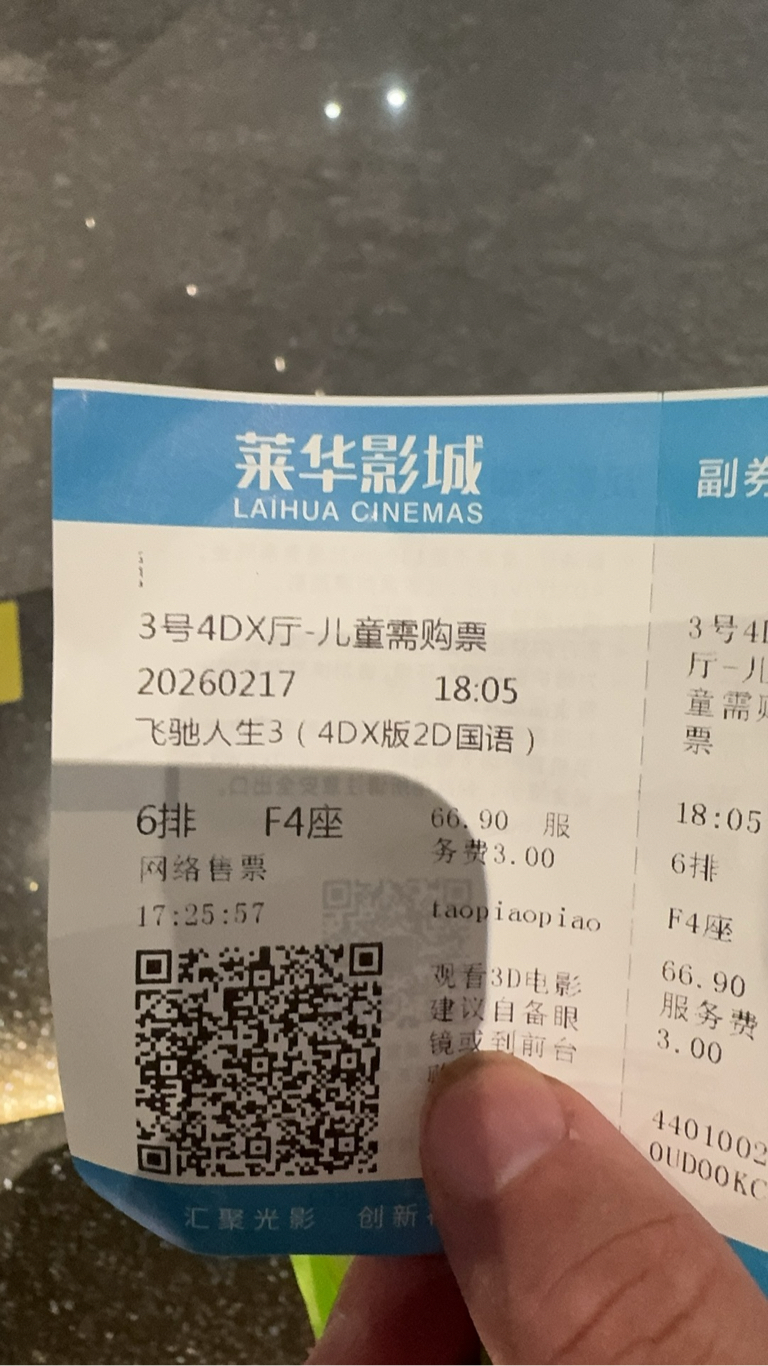 莱华影城
LAIHUA CINEMAS
3号4DX厅-儿童需购票
20260217 18:05
飞驰人生3（4DX版2D国语）
6排 F4座
66.90 服
务费3.00
网络售票
17:25:57
taopiaopiao
观看3D电影
建议自备眼
镜或到前台
汇聚光影 创新
副券
3号4D
厅-儿
童需购
票
18:05
6排
F4座
66.90
服务费
3.00
4401002
0UD00KC